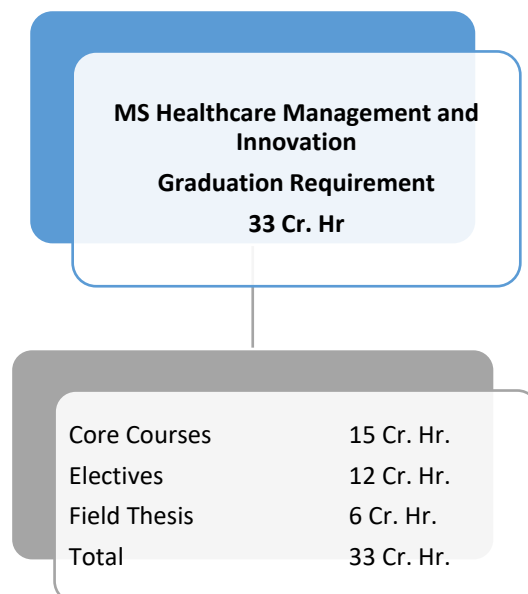 MS Healthcare Management and
Innovation
Graduation Requirement
33 Cr. Hr
Core Courses 15 Cr. Hr.
Electives 12 Cr. Hr.
Field Thesis 6 Cr. Hr.
Total 33 Cr. Hr.